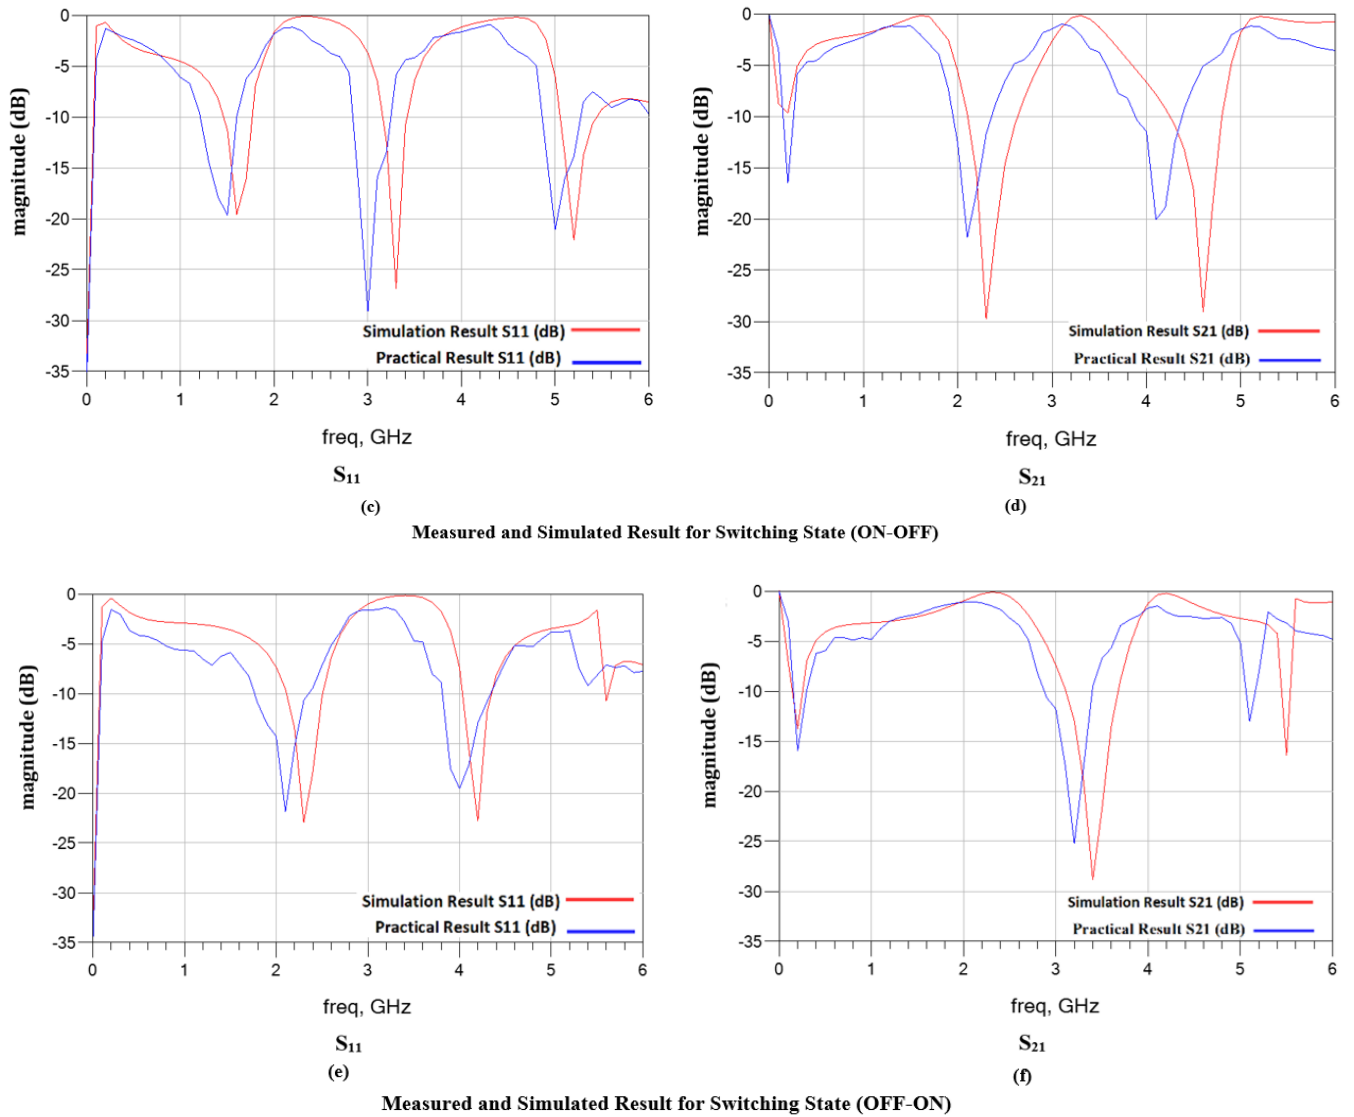 (c)
(d)
0
-5
-10
-15
-20
-25
-30
-35
magnitude (dB)
Simulation Result S11 (dB)
Practical Result S11 (dB)
0 1 2 3 4 5 6
freq, GHz
S11
(c)
0
-5
-10
-15
-20
-25
-30
-35
magnitude (dB)
Simulation Result S21 (dB)
Practical Result S21 (dB)
0 1 2 3 4 5 6
freq, GHz
S21
(d)
Measured and Simulated Result for Switching State (ON-OFF)
0
-5
-10
-15
-20
-25
-30
-35
magnitude (dB)
Simulation Result S11 (dB)
Practical Result S11 (dB)
0 1 2 3 4 5 6
freq, GHz
S11
(e)
0
-5
-10
-15
-20
-25
-30
-35
magnitude (dB)
Simulation Result S21 (dB)
Practical Result S21 (dB)
0 1 2 3 4 5 6
freq, GHz
S21
(f)
Measured and Simulated Result for Switching State (OFF-ON)